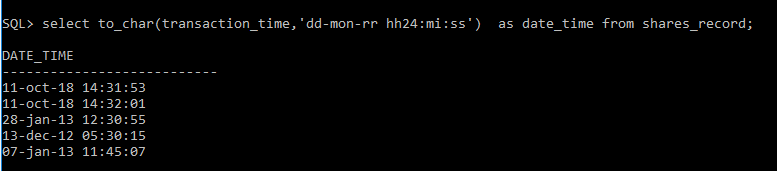 SQL> select to_char(transaction_time,'dd-mon-rr hh24:mi:ss')  as date_time from shares_record;
DATE_TIME
---------------------------
11-oct-18 14:31:53
11-oct-18 14:32:01
28-jan-13 12:30:55
13-dec-12 05:30:15
07-jan-13 11:45:07